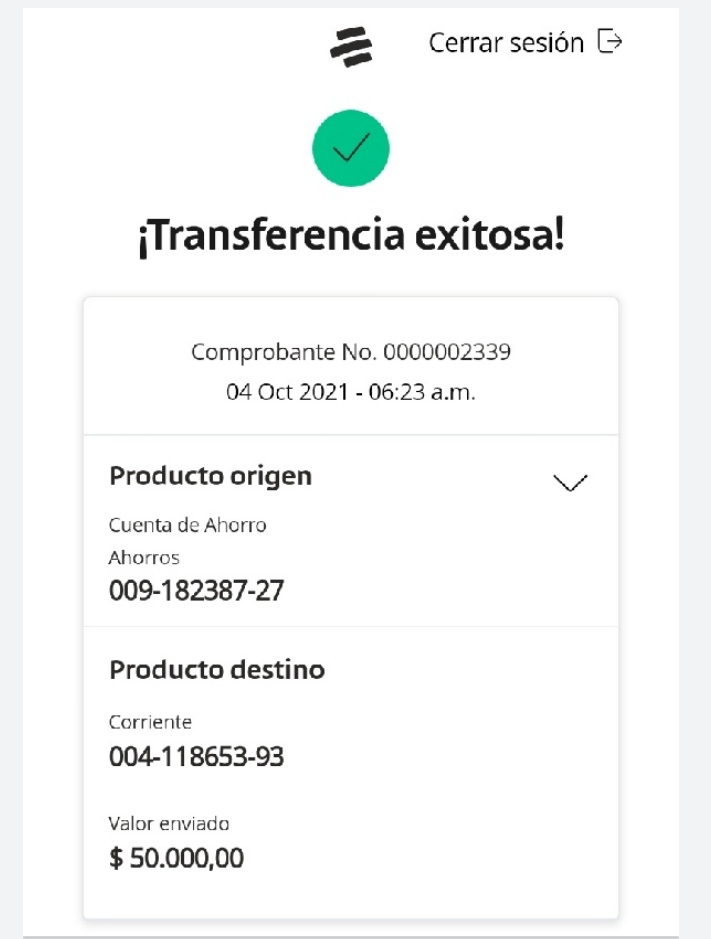 Cerrar sesión
¡Transferencia exitosa!
Comprobante No. 0000002339
04 Oct 2021 - 06:23 a.m.
Producto origen
Cuenta de Ahorro
Ahorros
009-182387-27
Producto destino
Corriente
004-118653-93
Valor enviado
$ 50.000,00